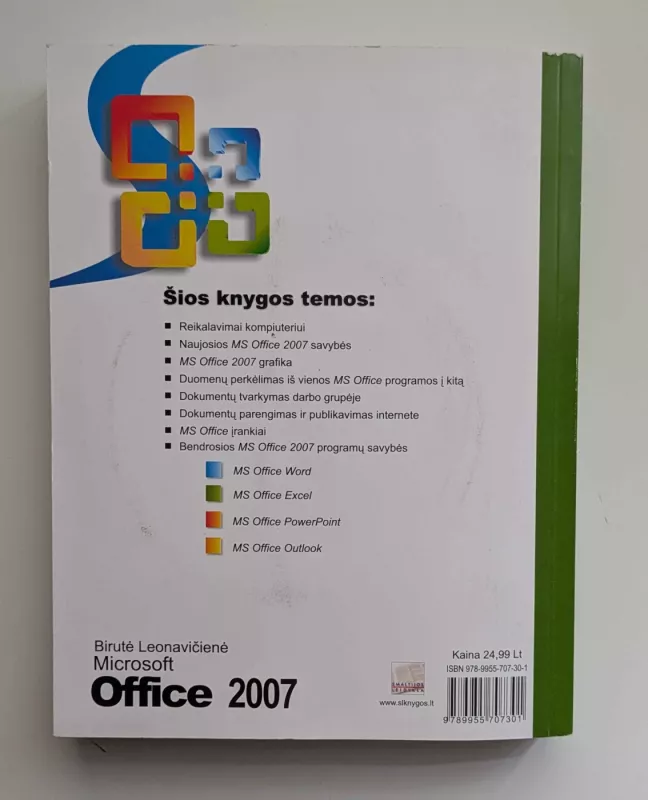 Šios knygos temos:
Reikalavimai kompiuteriui
Naujosios MS Office 2007 savybės
MS Office 2007 grafika
Duomenų perkėlimas iš vienos MS Office programos į kitą
Dokumentų tvarkymas darbo grupėje
Dokumentų parengimas ir publikavimas internete
MS Office įrankiai
Bendrosios MS Office 2007 programų savybės
MS Office Word
MS Office Excel
MS Office PowerPoint
MS Office Outlook
Birutė Leonavičienė
Microsoft
Office 2007
SMALTIJOS
LEIDYKLA
www.slknygos.lt
Kaina 24,99 Lt
ISBN 978-9955-707-30-1
9789955707301